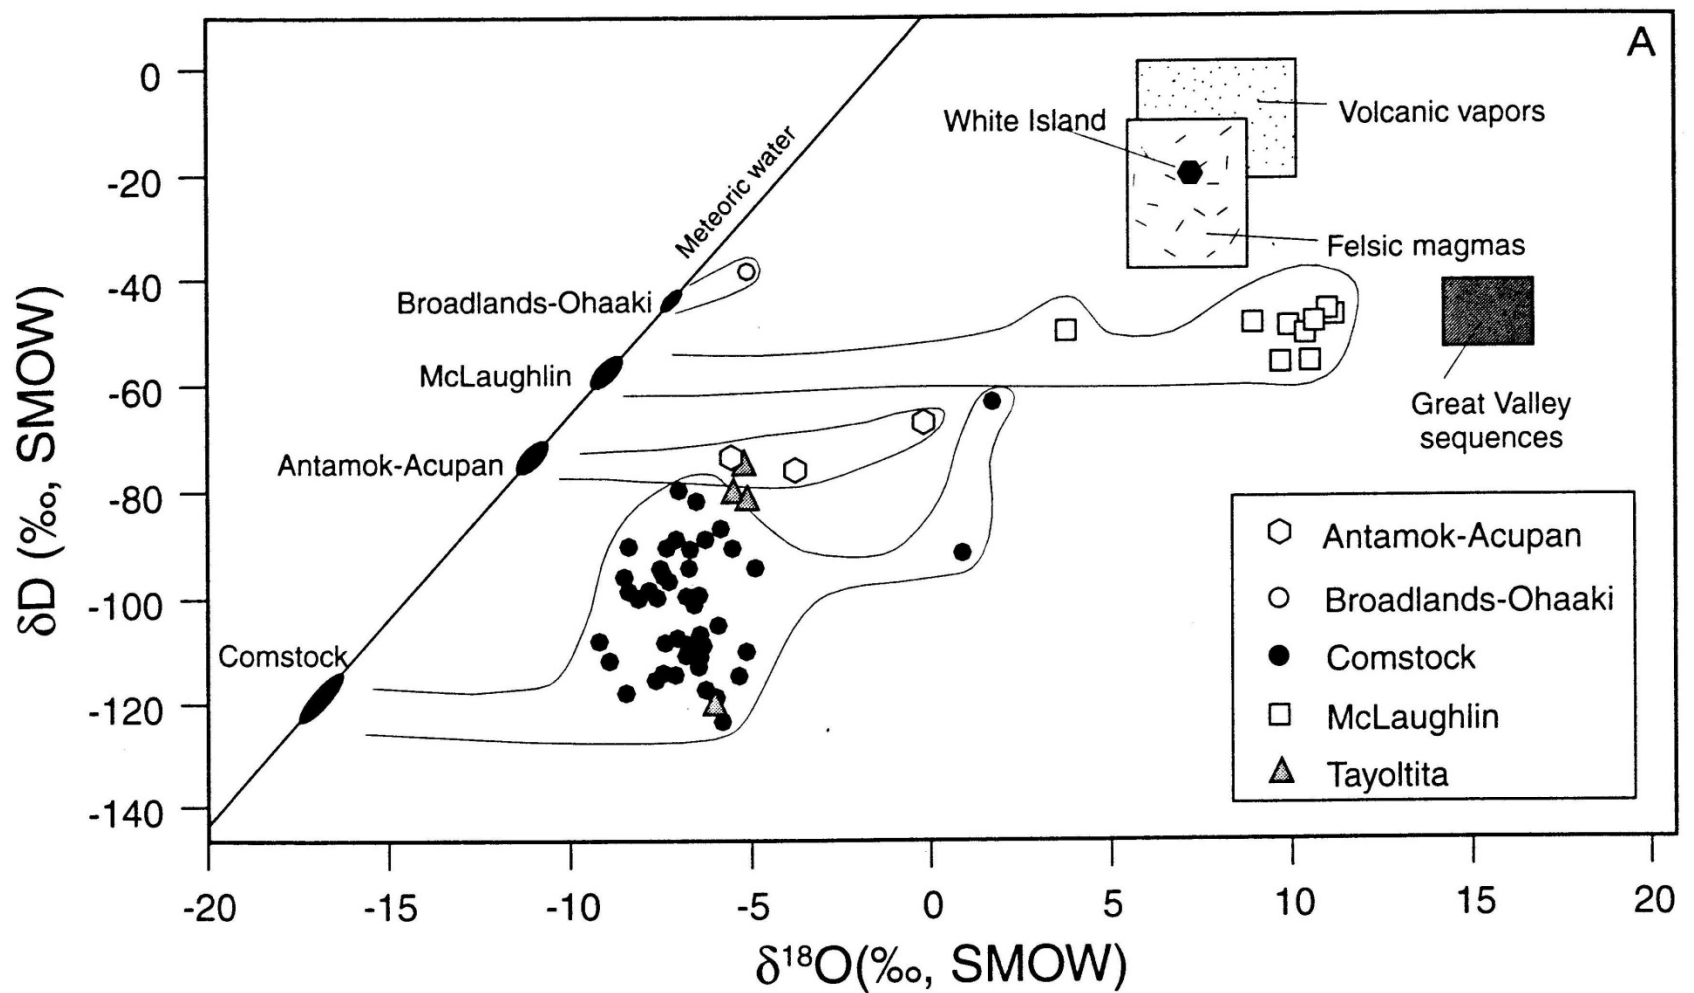 A
0
-20
-40
-60
-80
-100
-120
-140
δD (‰, SMOW)
Meteoric water
White Island
Volcanic vapors
Felsic magmas
Broadlands-Ohaaki
McLaughlin
Great Valley
sequences
Antamok-Acupan
Comstock
Antamok-Acupan
Broadlands-Ohaaki
Comstock
McLaughlin
Tayoltita
-20
-15
-10
-5
0
5
10
15
20
δ¹⁸O(‰, SMOW)